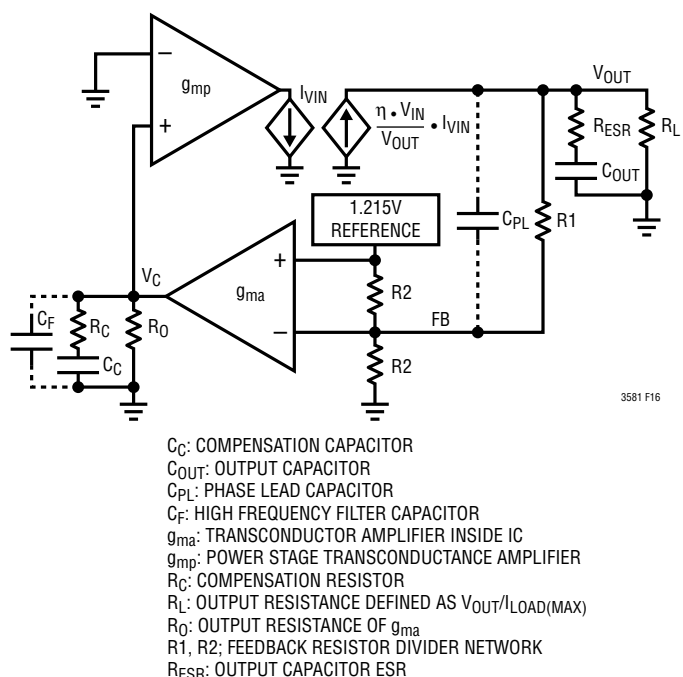 − g_mp +
I_VIN
η • V_IN / V_OUT • I_VIN
V_OUT
R_ESR
R_L
C_OUT
1.215V
REFERENCE
C_PL
R1
V_C
g_ma
+
−
R2
FB
C_F
R_C
R_O
C_C
R2
3581 F16
C_C: COMPENSATION CAPACITOR
C_OUT: OUTPUT CAPACITOR
C_PL: PHASE LEAD CAPACITOR
C_F: HIGH FREQUENCY FILTER CAPACITOR
g_ma: TRANSCONDUCTOR AMPLIFIER INSIDE IC
g_mp: POWER STAGE TRANSCONDUCTANCE AMPLIFIER
R_C: COMPENSATION RESISTOR
R_L: OUTPUT RESISTANCE DEFINED AS V_OUT/I_LOAD(MAX)
R_O: OUTPUT RESISTANCE OF g_ma
R1, R2; FEEDBACK RESISTOR DIVIDER NETWORK
R_ESR: OUTPUT CAPACITOR ESR